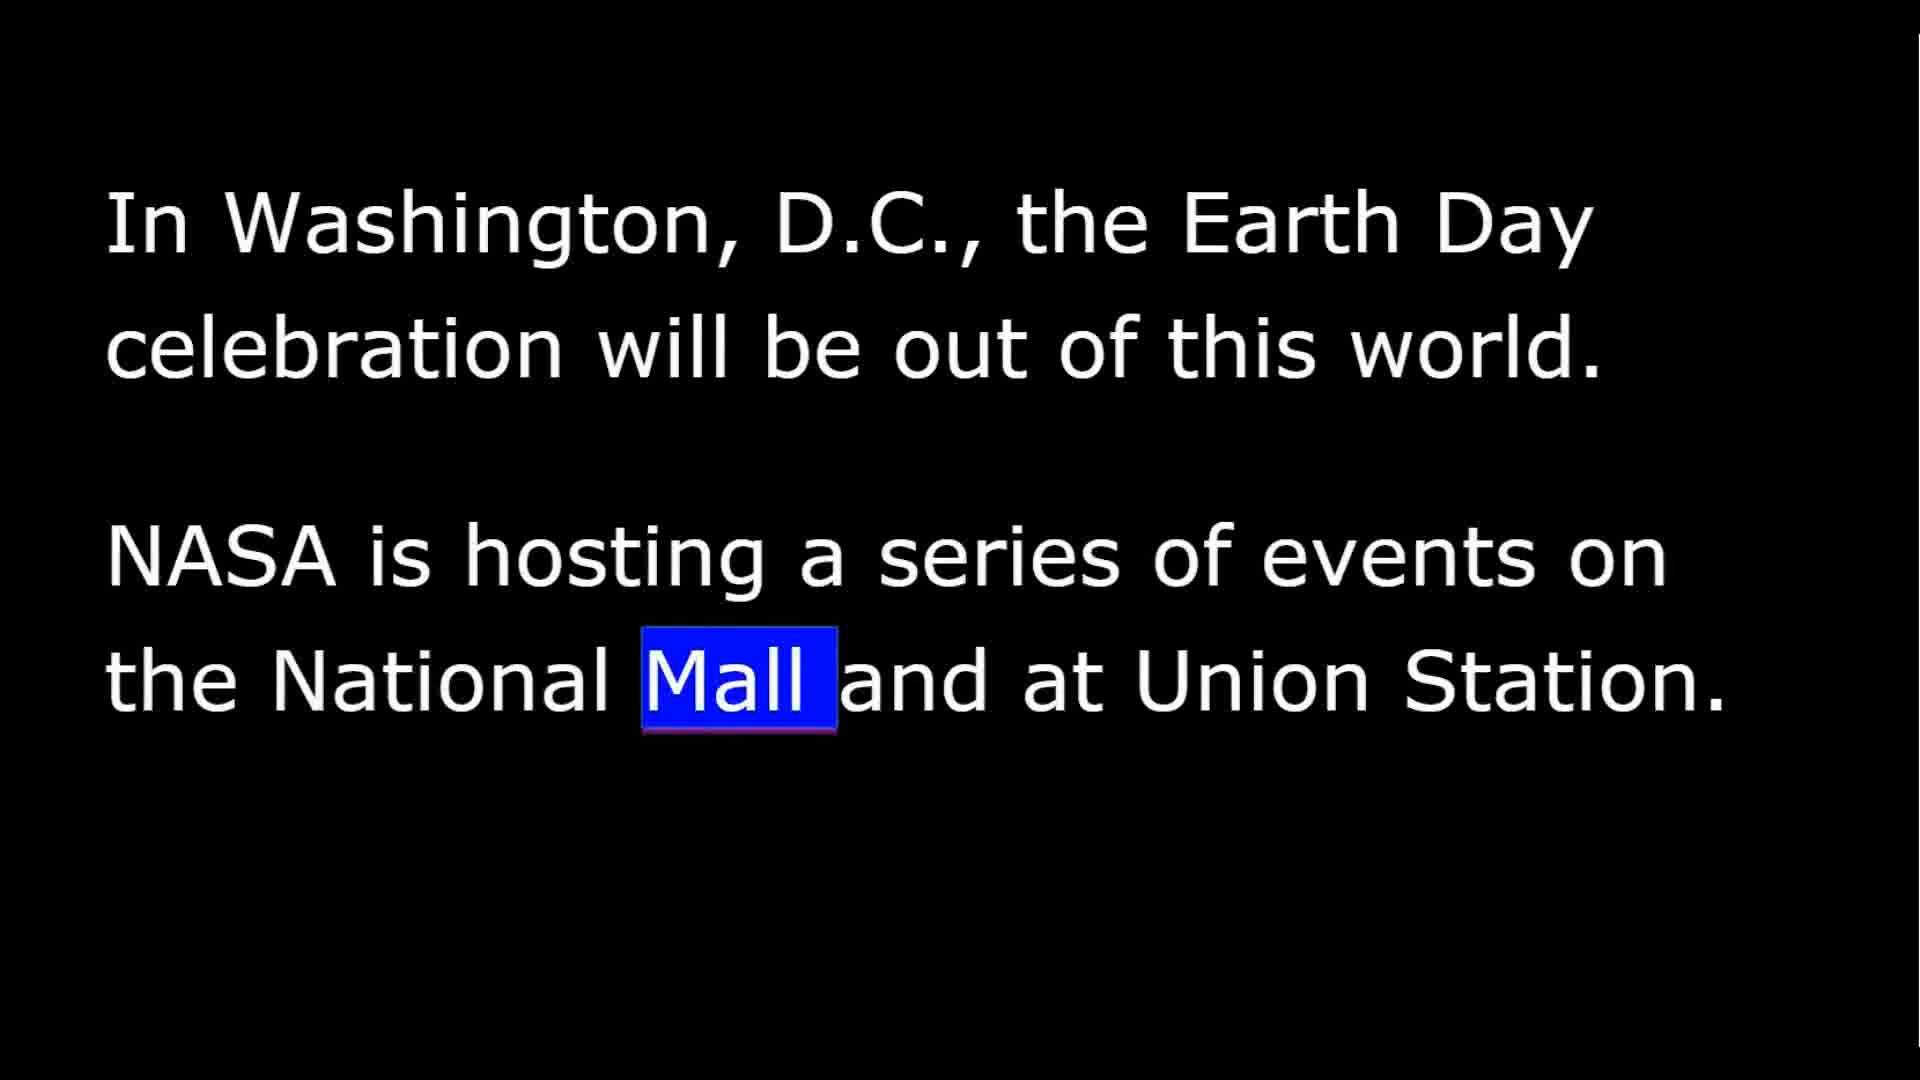 In Washington, D.C., the Earth Day
celebration will be out of this world.
NASA is hosting a series of events on
the National Mall and at Union Station.